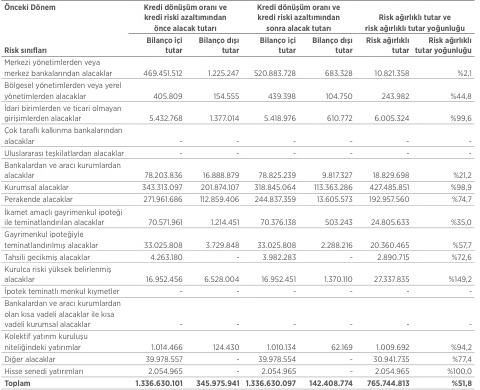 Önceki Dönem
Kredi dönüşüm oranı ve kredi riski azaltımından önce alacak tutarı
Kredi dönüşüm oranı ve kredi riski azaltımından sonra alacak tutarı
Risk ağırlıklı tutar ve risk ağırlıklı tutar yoğunluğu
Risk sınıfları Bilanço içi tutar Bilanço dışı tutar Bilanço içi tutar Bilanço dışı tutar Risk ağırlıklı tutar Risk ağırlıklı tutar yoğunluğu
Merkezi yönetimlerden veya
merkez bankalarından alacaklar 469.451.512 1.225.247 520.883.728 683.328 10.821.358 %2,1
Bölgesel yönetimlerden veya yerel
yönetimlerden alacaklar 405.809 154.555 439.398 104.750 243.982 %44,8
İdari birimlerden ve ticari olmayan
girişimlerden alacaklar 5.432.768 1.377.014 5.418.976 610.772 6.005.324 %99,6
Çok taraflı kalkınma bankalarından
alacaklar - - - - - -
Uluslararası teşkilatlardan alacaklar - - - - - -
Bankalardan ve aracı kurumlardan
alacaklar 78.203.836 16.888.879 78.825.239 9.817.327 18.829.698 %21,2
Kurumsal alacaklar 343.313.097 201.874.107 318.845.064 113.363.286 427.485.851 %98,9
Perakende alacaklar 271.961.686 112.859.406 244.837.359 13.605.573 192.957.560 %74,7
İkamet amaçlı gayrimenkul ipoteği
ile teminatlandırılan alacaklar 70.571.961 1.214.451 70.376.138 503.243 24.805.633 %35,0
Gayrimenkul ipoteğiyle
teminatlandırılmış alacaklar 33.025.808 3.729.848 33.025.808 2.288.216 20.360.465 %57,7
Tahsili gecikmiş alacaklar 4.263.180 - 3.982.283 - 2.890.715 %72,6
Kurulca riski yüksek belirlenmiş
alacaklar 16.952.456 6.528.004 16.952.451 1.370.110 27.337.835 %149,2
İpotek teminatlı menkul kıymetler - - - - - -
Bankalardan ve aracı kurumlardan
olan kısa vadeli alacaklar ile kısa
vadeli kurumsal alacaklar - - - - - -
Kolektif yatırım kuruluşu
niteliğindeki yatırımlar 1.014.466 124.430 1.010.134 62.169 1.009.692 %94,2
Diğer alacaklar 39.978.557 - 39.978.554 - 30.941.735 %77,4
Hisse senedi yatırımları 2.054.965 - 2.054.965 - 2.054.965 %100,0
Toplam 1.336.630.101 345.975.941 1.336.630.097 142.408.774 765.744.813 %51,8